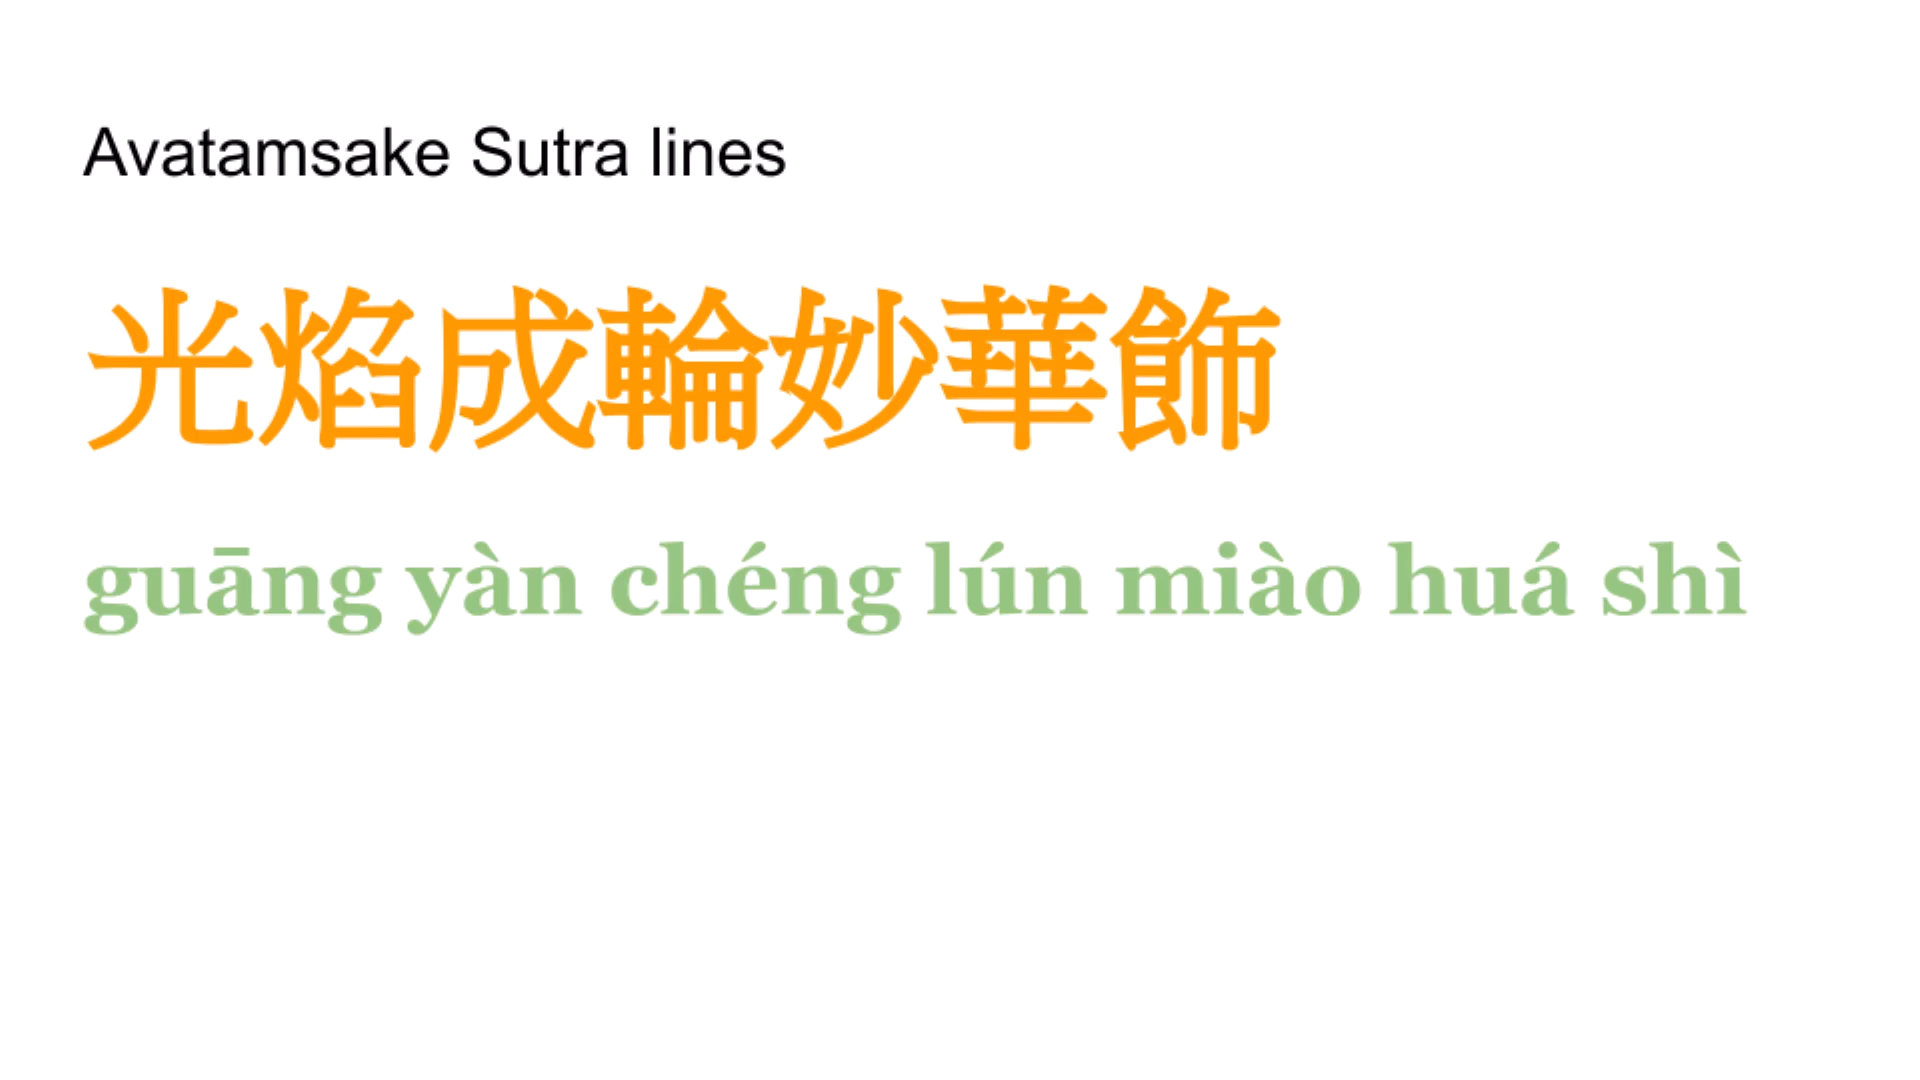 Avatamsake Sutra lines
光焰成輪妙華飾
guāng yàn chéng lún miào huá shì